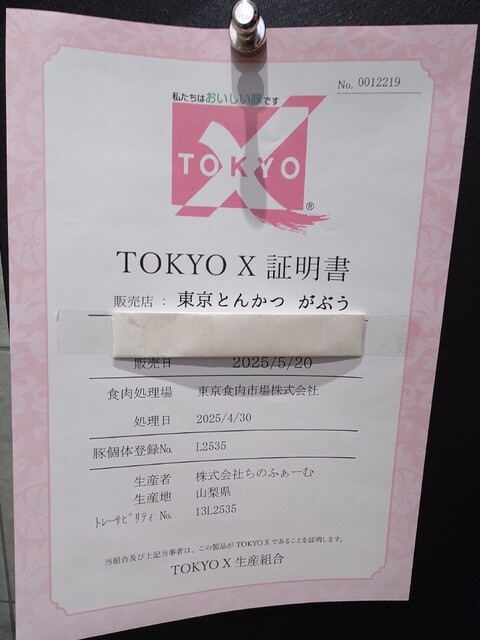 No. 0012219
私たちはおいしい豚です
TOKYO X
®
TOKYO X 証明書
販売店 : 東京とんかつ がぶう
販売日 2025/5/20
食肉処理場 東京食肉市場株式会社
処理日 2025/4/30
豚個体登録No. L2535
生産者 株式会社ちのふぁーむ
生産地 山梨県
トレーサビリティ No. 13L2535
当組合及び上記当事者は、この製品が TOKYO X であることを証明します。
TOKYO X 生産組合